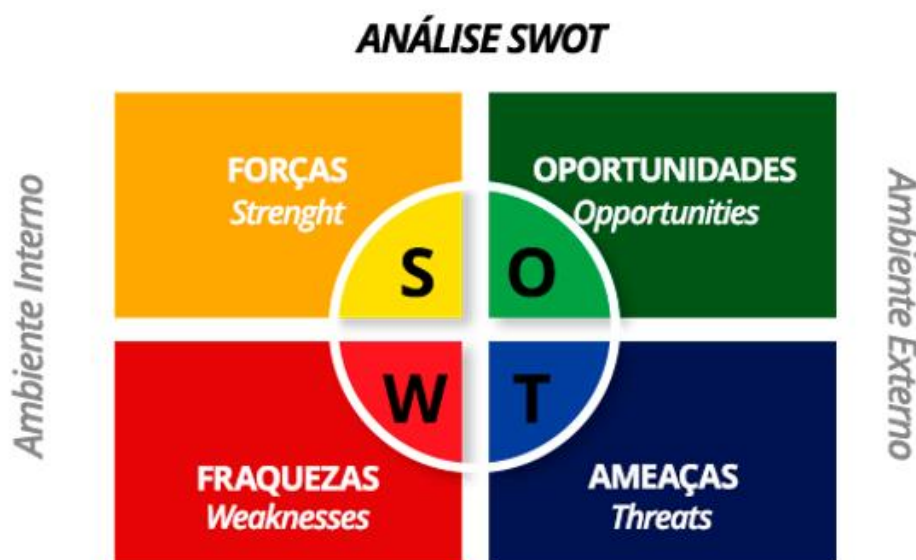 ANÁLISE SWOT
Ambiente Interno
FORÇAS
Strenght
S
OPORTUNIDADES
Opportunities
O
W
FRAQUEZAS
Weaknesses
T
AMEAÇAS
Threats
Ambiente Externo